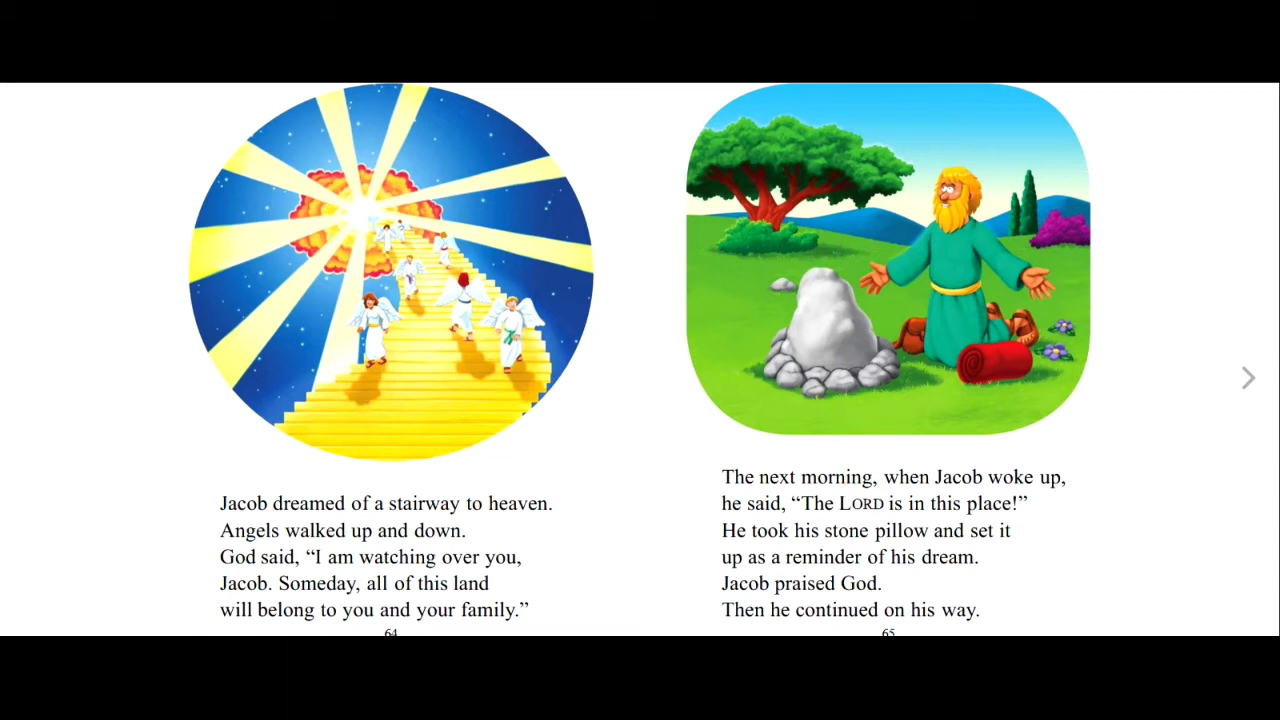 Jacob dreamed of a stairway to heaven.
Angels walked up and down.
God said, “I am watching over you,
Jacob. Someday, all of this land
will belong to you and your family.”
64
The next morning, when Jacob woke up,
he said, “The LORD is in this place!”
He took his stone pillow and set it
up as a reminder of his dream.
Jacob praised God.
Then he continued on his way.
65